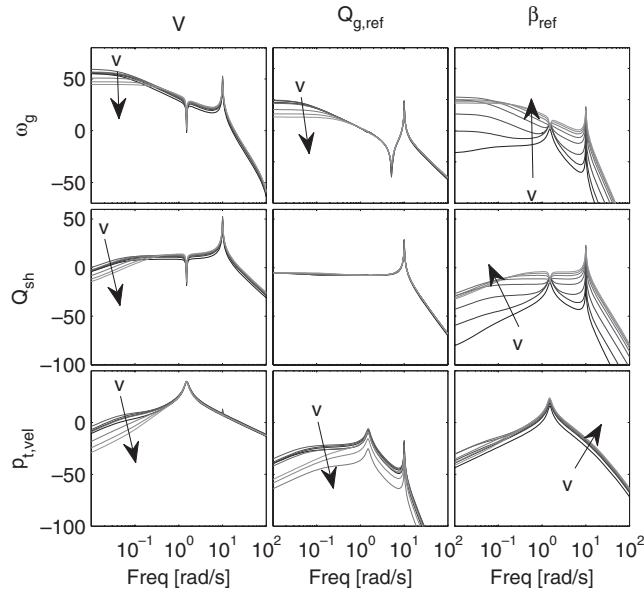 V Q_g,ref β_ref
ω_g
50
0
−50
v
v
v
Q_sh
50
0
−50
−100
v
v
p_t,vel
0
−50
−100
v
v
v
10^−1 10^0 10^1 10^2 10^−1 10^0 10^1 10^2 10^−1 10^0 10^1 10^2
Freq [rad/s] Freq [rad/s] Freq [rad/s]